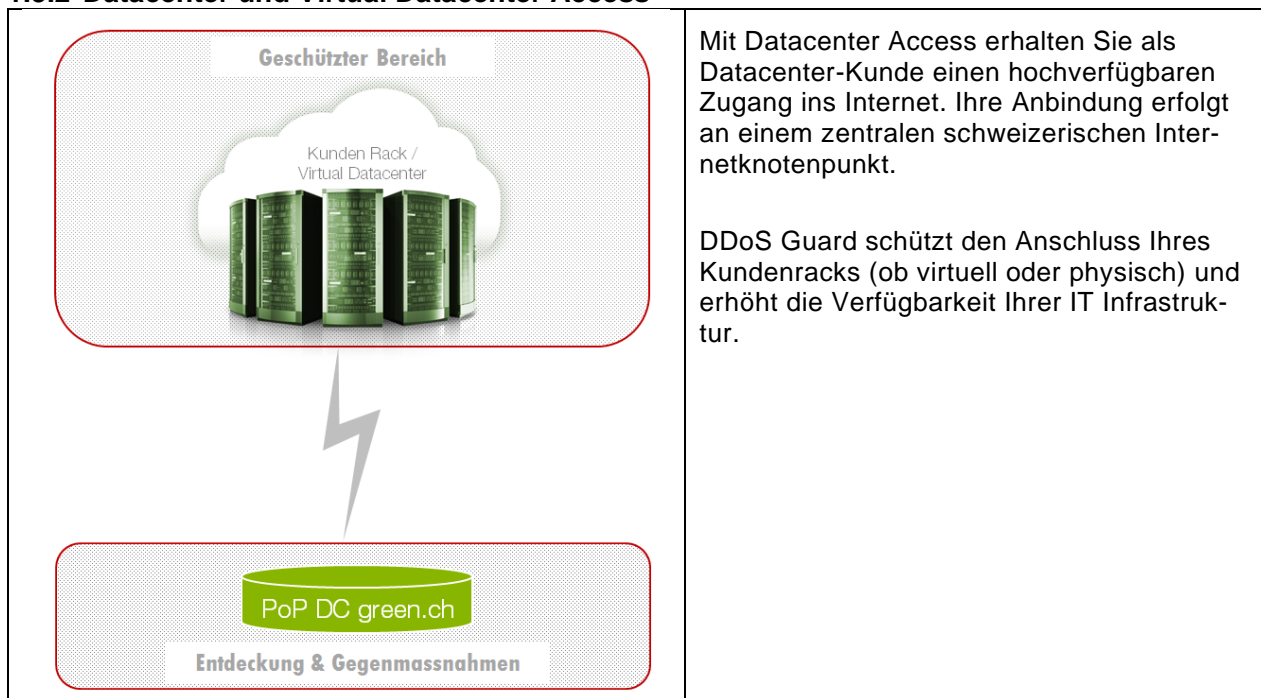 Datacenter und Virtual Datacenter Access
Geschützter Bereich
Kunden Rack /
Virtual Datacenter
PoP DC green.ch
Entdeckung & Gegenmassnahmen
Mit Datacenter Access erhalten Sie als
Datacenter-Kunde einen hochverfügbaren
Zugang ins Internet. Ihre Anbindung erfolgt
an einem zentralen schweizerischen Inter-
netknotenpunkt.
DDoS Guard schützt den Anschluss Ihres
Kundenracks (ob virtuell oder physisch) und
erhöht die Verfügbarkeit Ihrer IT Infrastruk-
tur.